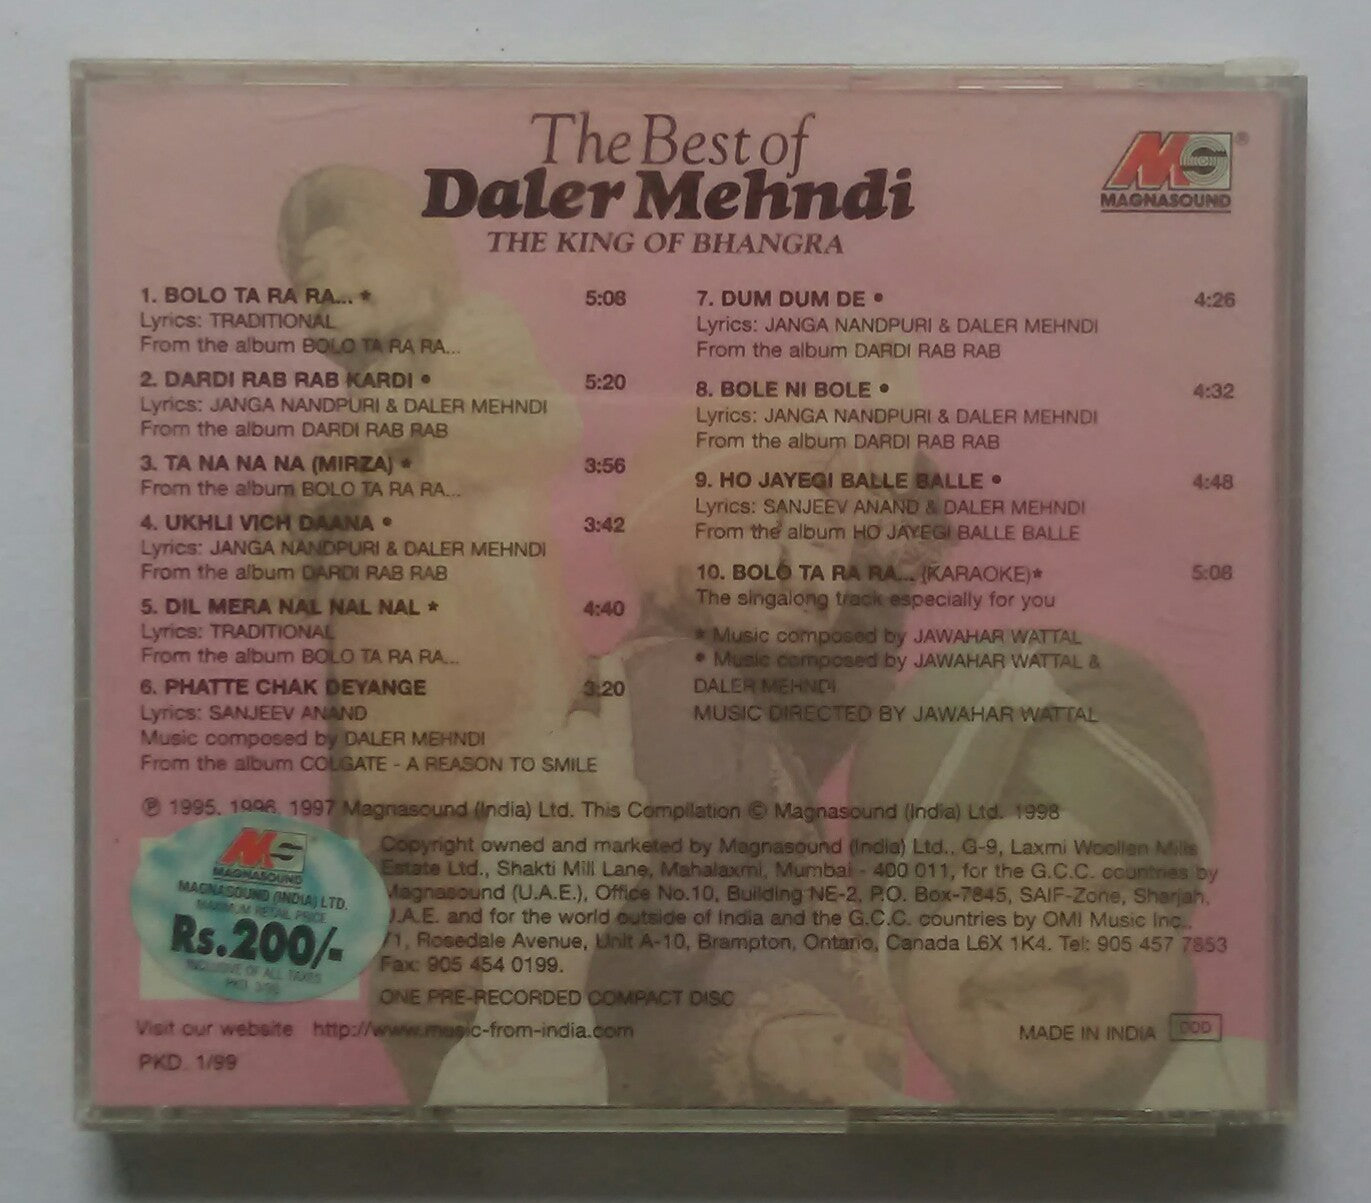 The Best of
Daler Mehndi
THE KING OF BHANGRA
MS®
MAGNASOUND
1. BOLO TA RA RA... * 5:08
Lyrics: TRADITIONAL
From the album BOLO TA RA RA...
2. DARDI RAB RAB KARDI • 5:20
Lyrics: JANGA NANDPURI & DALER MEHNDI
From the album DARDI RAB RAB
3. TA NA NA NA (MIRZA) * 3:56
From the album BOLO TA RA RA...
4. UKHLI VICH DAANA • 3:42
Lyrics: JANGA NANDPURI & DALER MEHNDI
From the album DARDI RAB RAB
5. DIL MERA NAL NAL NAL * 4:40
Lyrics: TRADITIONAL
From the album BOLO TA RA RA...
6. PHATTE CHAK DEYANGE 3:20
Lyrics: SANJEEV ANAND
Music composed by DALER MEHNDI
From the album COLGATE - A REASON TO SMILE
7. DUM DUM DE • 4:26
Lyrics: JANGA NANDPURI & DALER MEHNDI
From the album DARDI RAB RAB
8. BOLE NI BOLE • 4:32
Lyrics: JANGA NANDPURI & DALER MEHNDI
From the album DARDI RAB RAB
9. HO JAYEGI BALLE BALLE • 4:48
Lyrics: SANJEEV ANAND & DALER MEHNDI
From the album HO JAYEGI BALLE BALLE
10. BOLO TA RA RA... (KARAOKE)* 5:08
The singalong track especially for you
* Music composed by JAWAHAR WATTAL
• Music composed by JAWAHAR WATTAL &
DALER MEHNDI
MUSIC DIRECTED BY JAWAHAR WATTAL
℗ 1995, 1996, 1997 Magnasound (India) Ltd. This Compilation © Magnasound (India) Ltd. 1998
Copyright owned and marketed by Magnasound (India) Ltd., G-9, Laxmi Woollen Mills
Estate Ltd., Shakti Mill Lane, Mahalaxmi, Mumbai - 400 011, for the G.C.C. countries by
Magnasound (U.A.E.), Office No.10, Building NE-2, P.O. Box-7845, SAIF-Zone, Sharjah,
U.A.E. and for the world outside of India and the G.C.C. countries by OMI Music Inc.,
/1, Rosedale Avenue, Unit A-10, Brampton, Ontario, Canada L6X 1K4. Tel: 905 457 7853
Fax: 905 454 0199.
ONE PRE-RECORDED COMPACT DISC
MS
MAGNASOUND
MAGNASOUND (INDIA) LTD.
MAXIMUM RETAIL PRICE
Rs.200/-
INCLUSIVE OF ALL TAXES
PKD.
Visit our website http://www.music-from-india.com
MADE IN INDIA DDD
PKD. 1/99